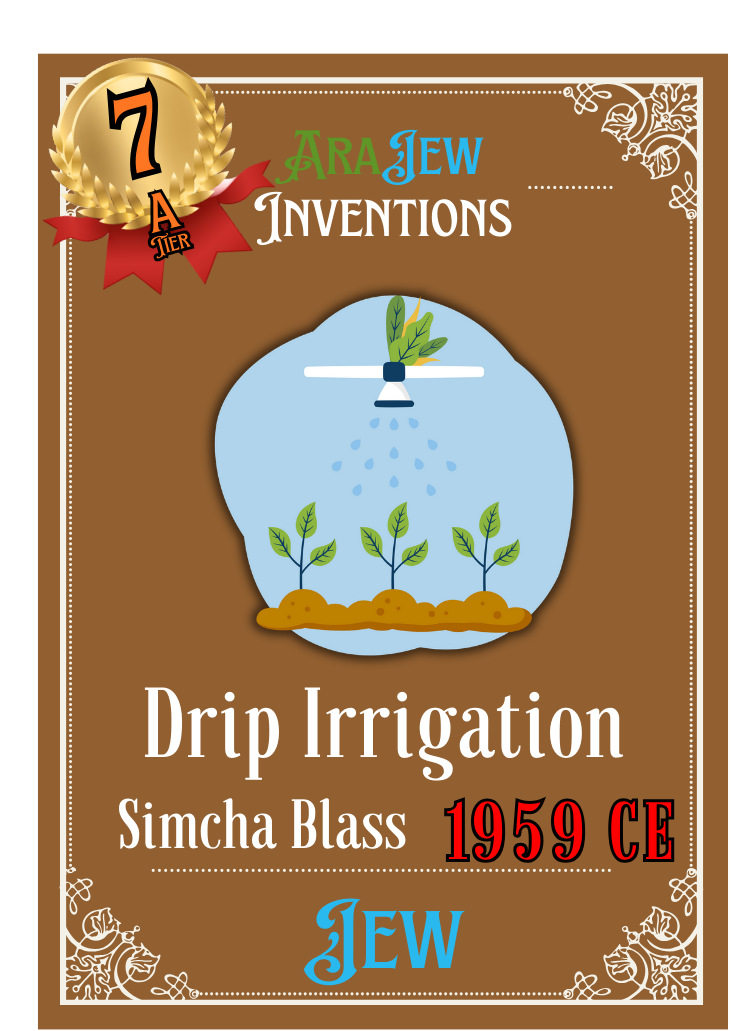 7
A
Tier
AraJew
Inventions
Drip Irrigation
Simcha Blass 1959 CE
Jew